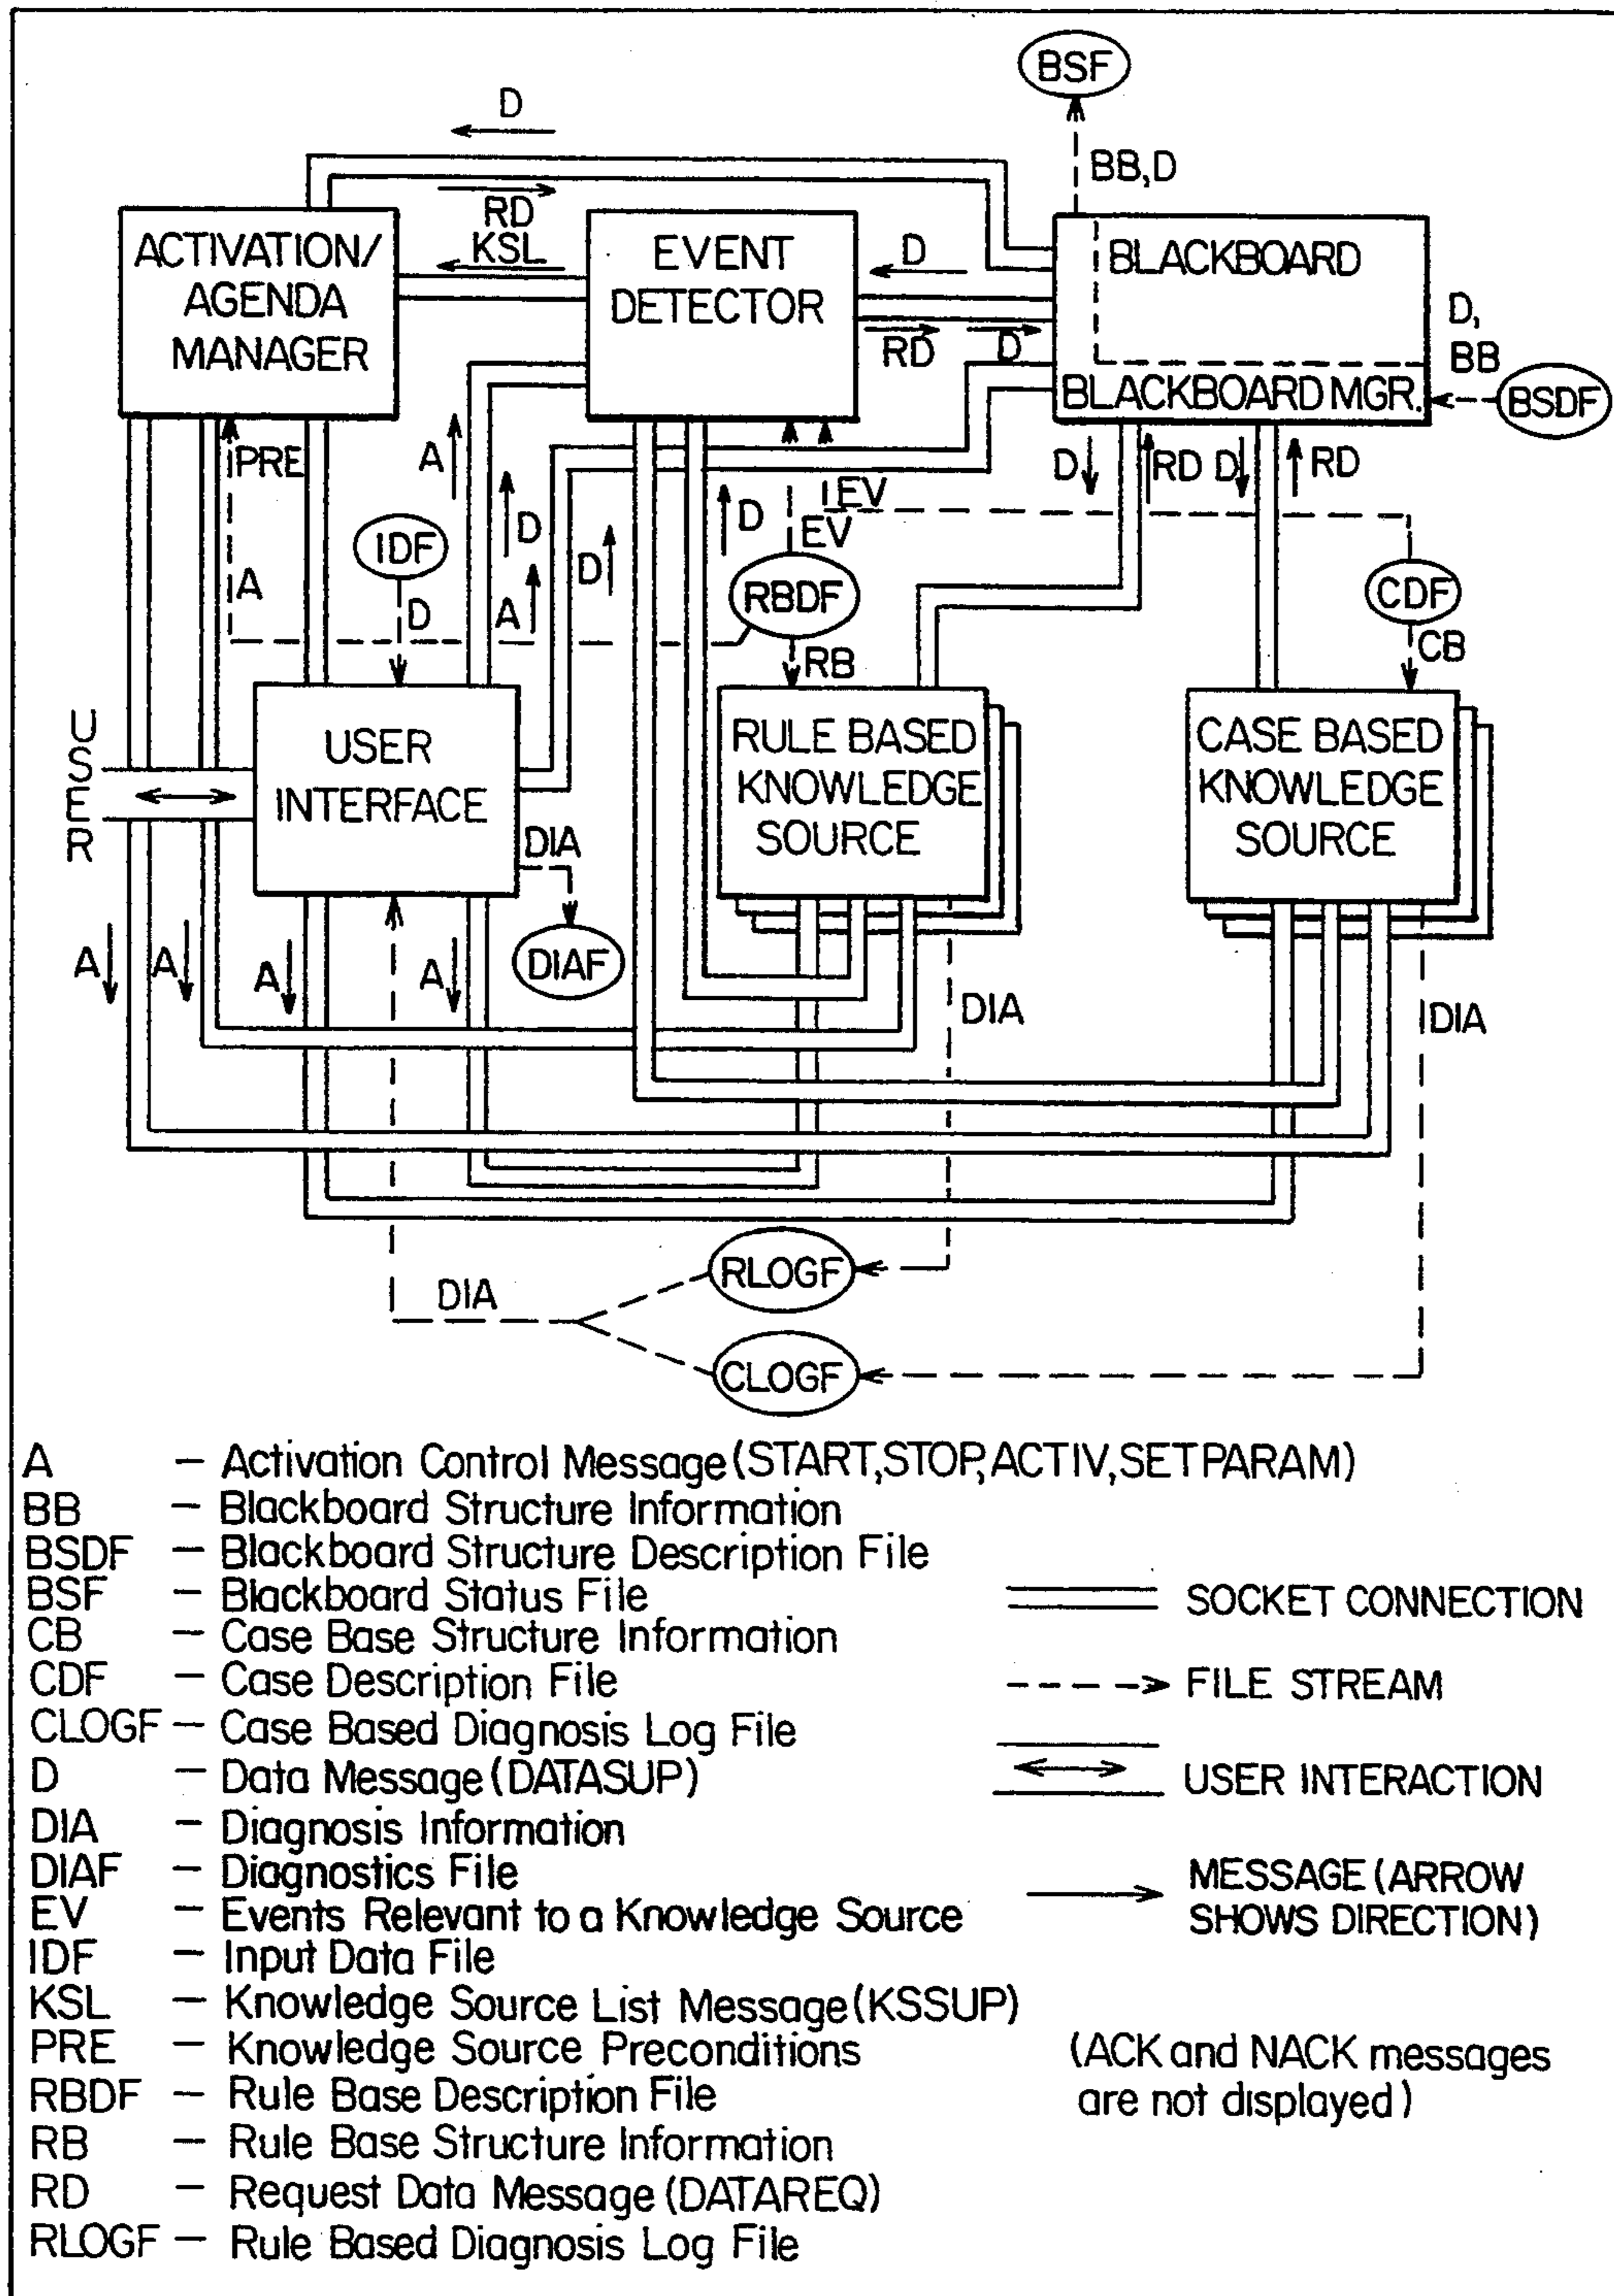 BSF
D
BB,D
RD
KSL
ACTIVATION/
AGENDA
MANAGER
EVENT
DETECTOR
D
RD
D
BLACKBOARD
BLACKBOARD MGR.
D,
BB
BSDF
PRE
A
A
D
A
D
D
D
RD
D
RD
EV
EV
IDF
D
RBDF
RB
CDF
CB
USER
USER
INTERFACE
DIA
DIAF
RULE BASED
KNOWLEDGE
SOURCE
CASE BASED
KNOWLEDGE
SOURCE
A
A
A
A
DIA
DIA
RLOGF
DIA
CLOGF
A – Activation Control Message (START,STOP,ACTIV,SETPARAM)
BB – Blackboard Structure Information
BSDF – Blackboard Structure Description File
BSF – Blackboard Status File
CB – Case Base Structure Information
CDF – Case Description File
CLOGF – Case Based Diagnosis Log File
D – Data Message (DATASUP)
DIA – Diagnosis Information
DIAF – Diagnostics File
EV – Events Relevant to a Knowledge Source
IDF – Input Data File
KSL – Knowledge Source List Message (KSSUP)
PRE – Knowledge Source Preconditions
RBDF – Rule Base Description File
RB – Rule Base Structure Information
RD – Request Data Message (DATAREQ)
RLOGF – Rule Based Diagnosis Log File
SOCKET CONNECTION
FILE STREAM
USER INTERACTION
MESSAGE (ARROW
SHOWS DIRECTION)
(ACK and NACK messages
are not displayed)